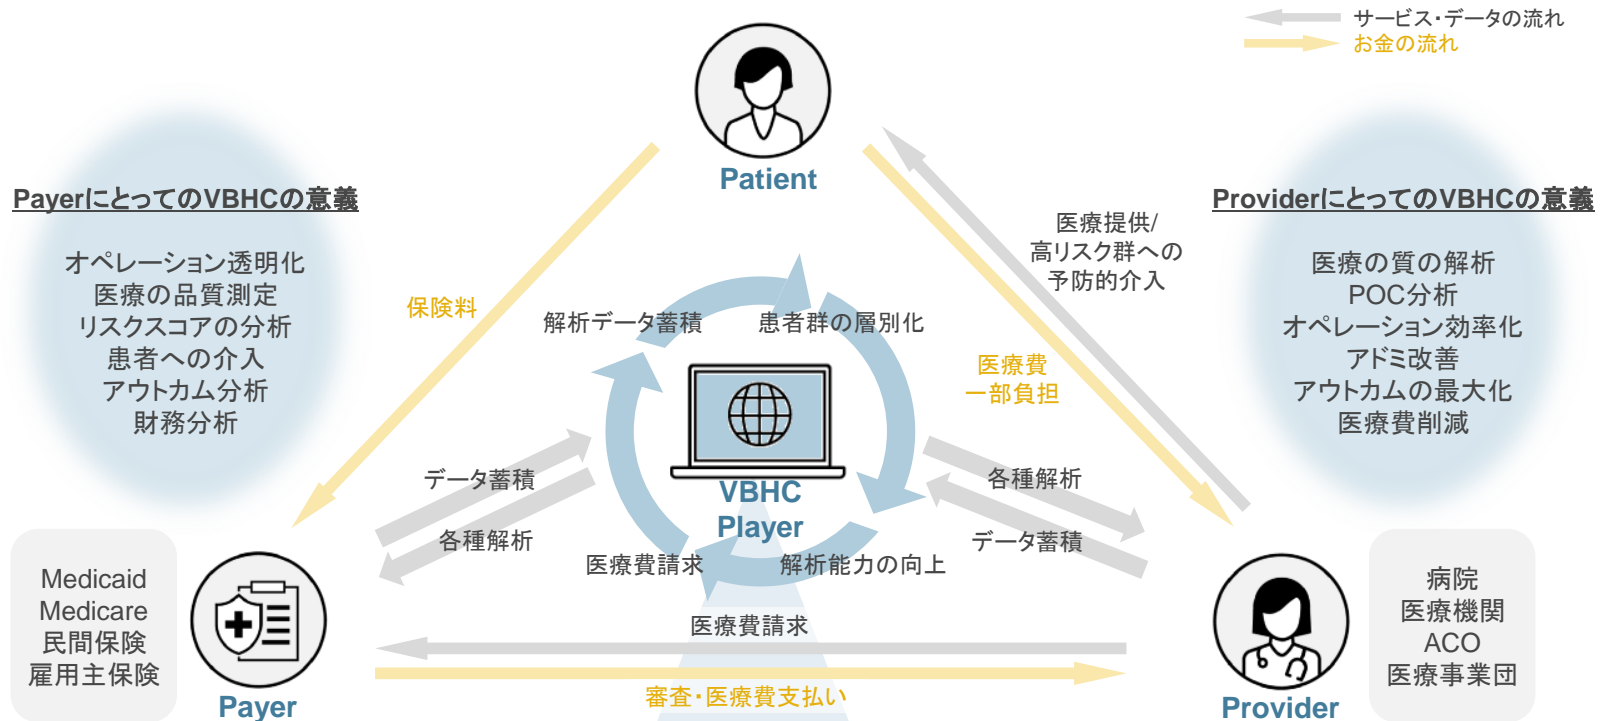 サービス・データの流れ
お金の流れ
Patient
PayerにとってのVBHCの意義
オペレーション透明化
医療の品質測定
リスクスコアの分析
患者への介入
アウトカム分析
財務分析
ProviderにとってのVBHCの意義
医療の質の解析
POC分析
オペレーション効率化
アドミ改善
アウトカムの最大化
医療費削減
保険料
医療提供/
高リスク群への
予防的介入
医療費
一部負担
解析データ蓄積
患者群の層別化
VBHC
Player
医療費請求
解析能力の向上
データ蓄積
各種解析
各種解析
データ蓄積
医療費請求
審査・医療費支払い
Medicaid
Medicare
民間保険
雇用主保険
Payer
Provider
病院
医療機関
ACO
医療事業団